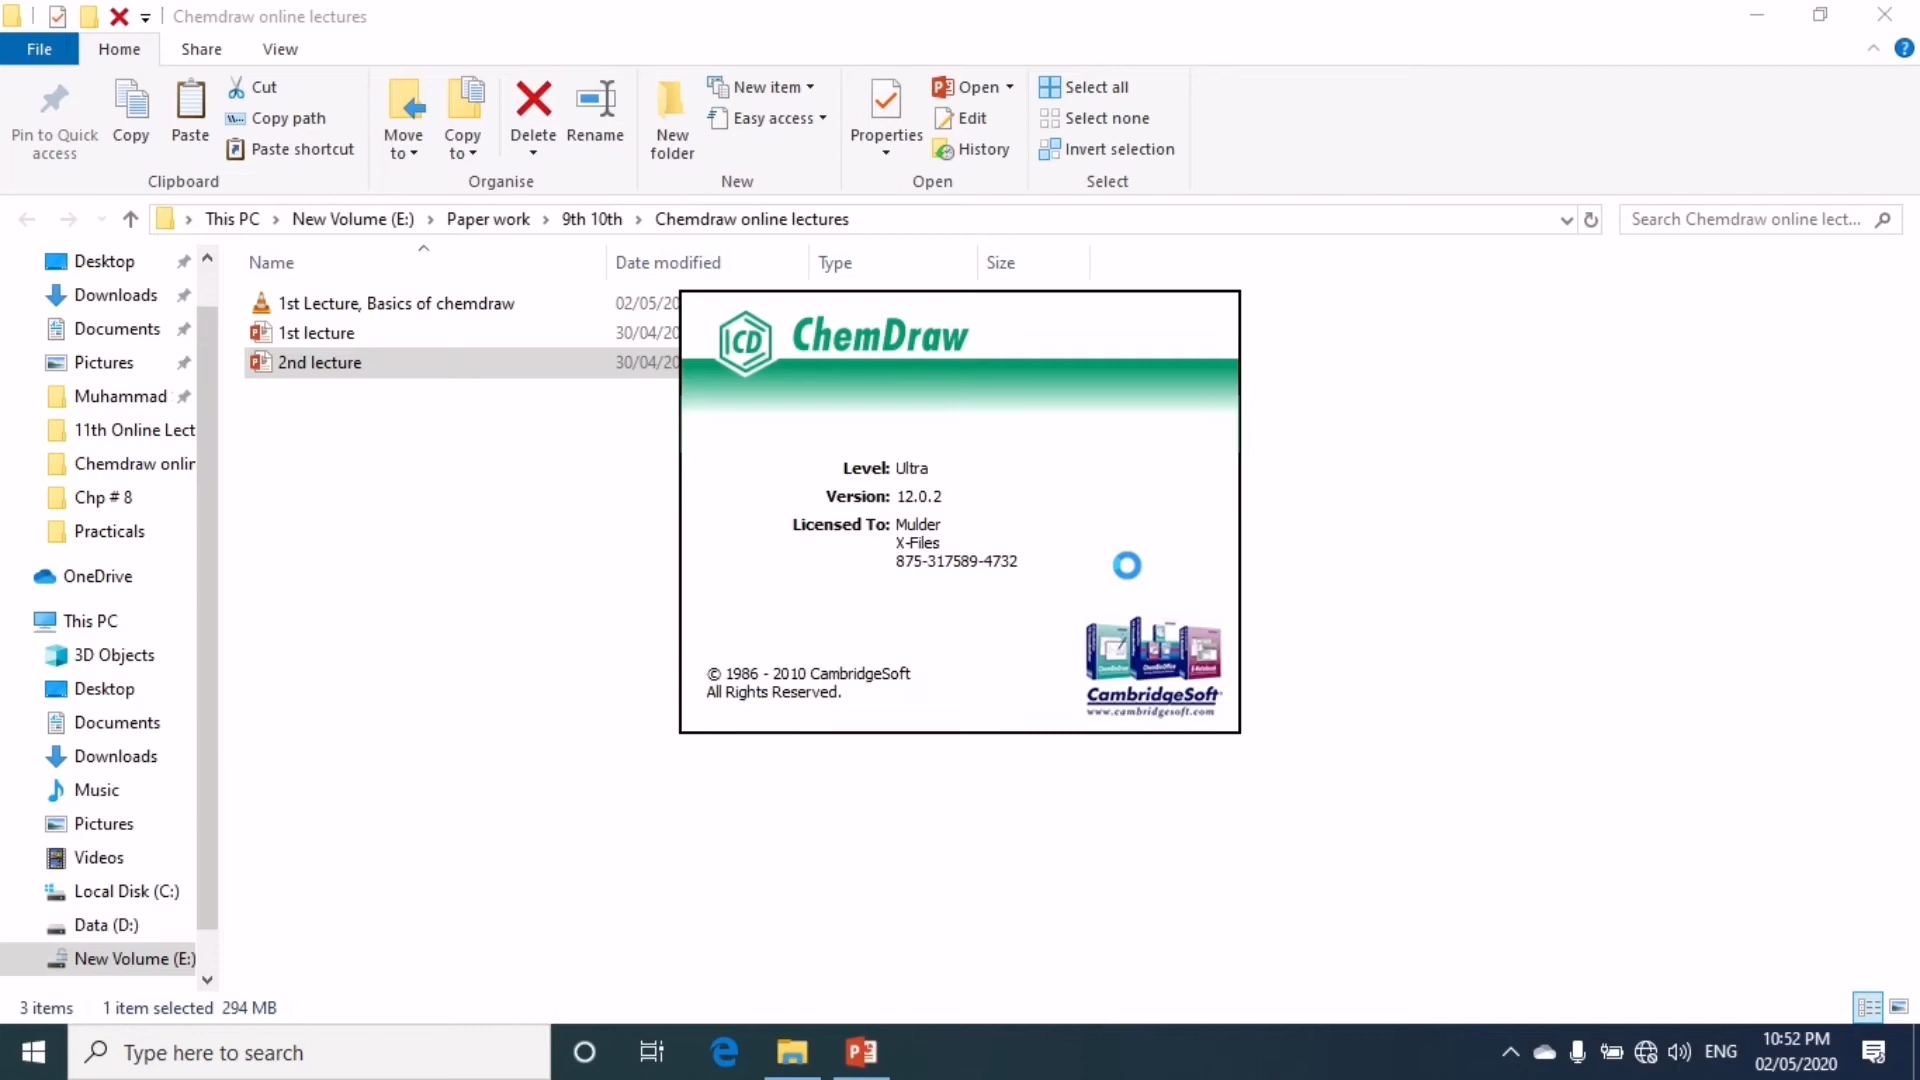 Chemdraw online lectures
File
Home
Share
View
Pin to Quick access
Copy
Paste
Cut
Copy path
Paste shortcut
Clipboard
Move to
Copy to
Delete
Rename
Organise
New folder
New item
Easy access
New
Properties
Open
Edit
History
Open
Select all
Select none
Invert selection
Select
This PC
New Volume (E:)
Paper work
9th 10th
Chemdraw online lectures
Search Chemdraw online lect...
Name
Date modified
Type
Size
1st Lecture, Basics of chemdraw
02/05/20
1st lecture
30/04/20
2nd lecture
30/04/20
Desktop
Downloads
Documents
Pictures
Muhammad
11th Online Lect
Chemdraw onlin
Chp # 8
Practicals
OneDrive
This PC
3D Objects
Desktop
Documents
Downloads
Music
Pictures
Videos
Local Disk (C:)
Data (D:)
New Volume (E:)
ChemDraw
Level: Ultra
Version: 12.0.2
Licensed To: Mulder
X-Files
875-317589-4732
© 1986 - 2010 CambridgeSoft
All Rights Reserved.
CambridgeSoft
www.cambridgesoft.com
3 items
1 item selected 294 MB
Type here to search
ENG
10:52 PM
02/05/2020